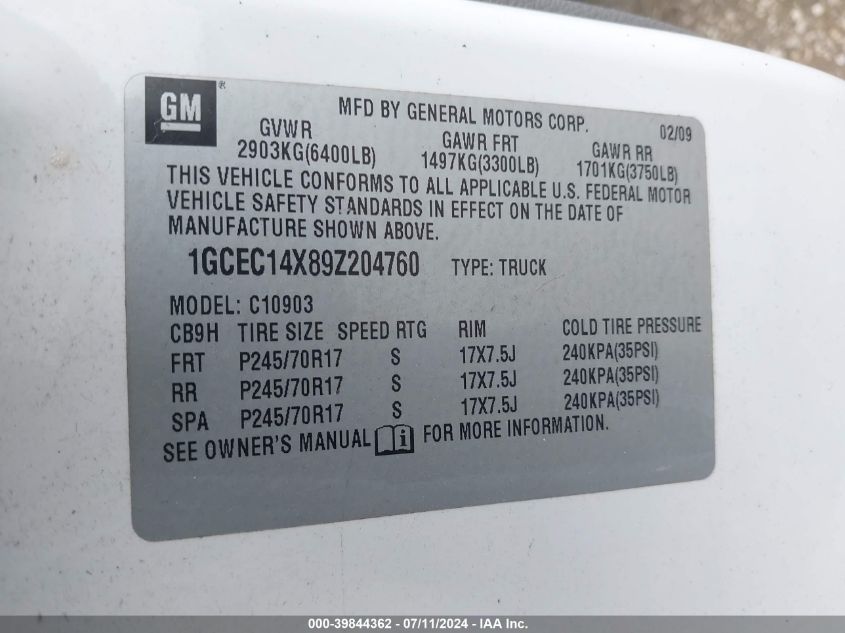 GM ®
MFD BY GENERAL MOTORS CORP. 02/09
GVWR GAWR FRT GAWR RR
2903KG(6400LB) 1497KG(3300LB) 1701KG(3750LB)
THIS VEHICLE CONFORMS TO ALL APPLICABLE U.S. FEDERAL MOTOR
VEHICLE SAFETY STANDARDS IN EFFECT ON THE DATE OF
MANUFACTURE SHOWN ABOVE.
1GCEC14X89Z204760 TYPE: TRUCK
MODEL: C10903
CB9H TIRE SIZE SPEED RTG RIM COLD TIRE PRESSURE
FRT P245/70R17 S 17X7.5J 240KPA(35PSI)
RR P245/70R17 S 17X7.5J 240KPA(35PSI)
SPA P245/70R17 S 17X7.5J 240KPA(35PSI)
SEE OWNER'S MANUAL i FOR MORE INFORMATION.
000-39844362 - 07/11/2024 - IAA Inc.